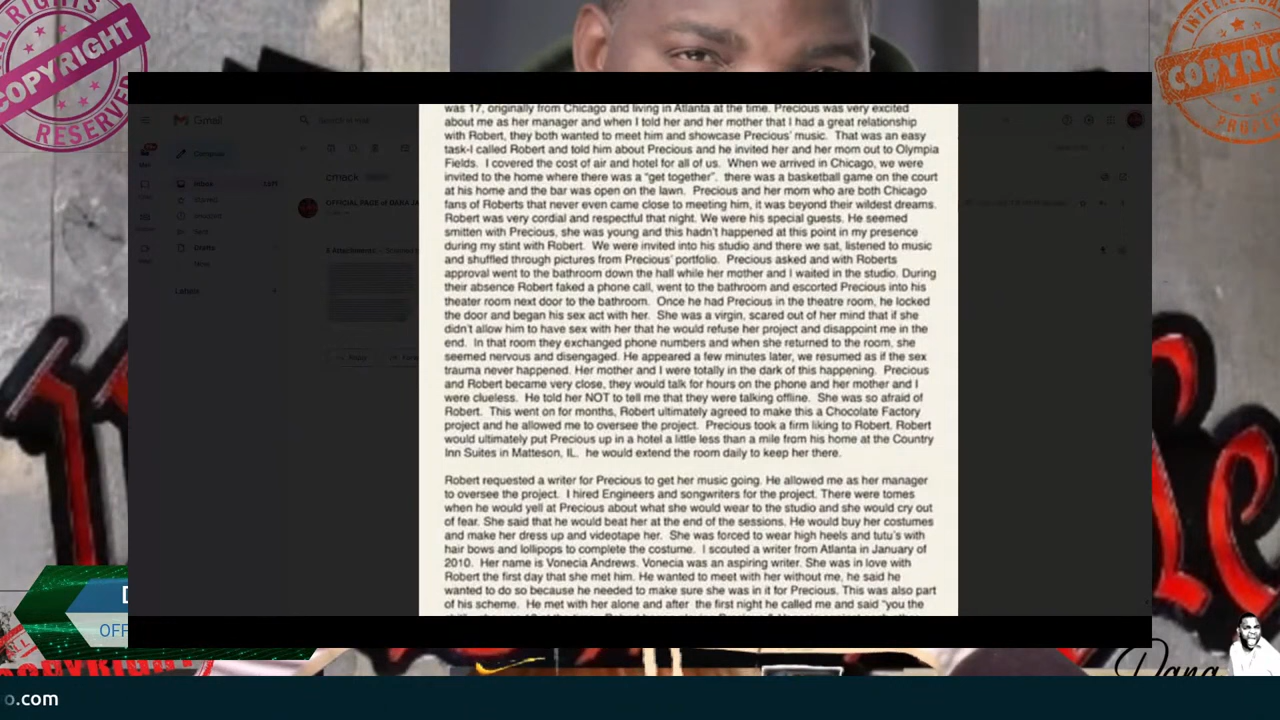 COPYRIGHT
RESERVED
COPYRIG
Gmail
Compose
Inbox
Drafts
Labels
cmack
OFFICIAL PAGE of DANA JA
was 17, originally from Chicago and living in Atlanta at the time. Precious was very excited
about me as her manager and when I told her and her mother that I had a great relationship
with Robert, they both wanted to meet him and showcase Precious' music. That was an easy
task-I called Robert and told him about Precious and he invited her and her mom out to Olympia
Fields. I covered the cost of air and hotel for all of us. When we arrived in Chicago, we were
invited to the home where there was a "get together". there was a basketball game on the court
at his home and the bar was open on the lawn. Precious and her mom who are both Chicago
fans of Roberts that never even came close to meeting him, it was beyond their wildest dreams.
Robert was very cordial and respectful that night. We were his special guests. He seemed
smitten with Precious, she was young and this hadn't happened at this point in my presence
during my stint with Robert. We were invited into his studio and there we sat, listened to music
and shuffled through pictures from Precious' portfolio. Precious asked and with Roberts
approval went to the bathroom down the hall while her mother and I waited in the studio. During
their absence Robert faked a phone call, went to the bathroom and escorted Precious into his
theater room next door to the bathroom. Once he had Precious in the theatre room, he locked
the door and began his sex act with her. She was a virgin, scared out of her mind that if she
didn't allow him to have sex with her that he would refuse her project and disappoint me in the
end. In that room they exchanged phone numbers and when she returned to the room, she
seemed nervous and disengaged. He appeared a few minutes later, we resumed as if the sex
trauma never happened. Her mother and I were totally in the dark of this happening. Precious
and Robert became very close, they would talk for hours on the phone and her mother and I
were clueless. He told her NOT to tell me that they were talking offline. She was so afraid of
Robert. This went on for months, Robert ultimately agreed to make this a Chocolate Factory
project and he allowed me to oversee the project. Precious took a firm liking to Robert. Robert
would ultimately put Precious up in a hotel a little less than a mile from his home at the Country
Inn Suites in Matteson, IL. he would extend the room daily to keep her there.
Robert requested a writer for Precious to get her music going. He allowed me as her manager
to oversee the project. I hired Engineers and songwriters for the project. There were tomes
when he would yell at Precious about what she would wear to the studio and she would cry out
of fear. She said that he would beat her at the end of the sessions. He would buy her costumes
and make her dress up and videotape her. She was forced to wear high heels and tutu's with
hair bows and lollipops to complete the costume. I scouted a writer from Atlanta in January of
2010. Her name is Vonecia Andrews. Vonecia was an aspiring writer. She was in love with
Robert the first day that she met him. He wanted to meet with her without me, he said he
wanted to do so because he needed to make sure she was in it for Precious. This was also part
of his scheme. He met with her alone and after the first night he called me and said "you the
D
OFF
Dana
o.com